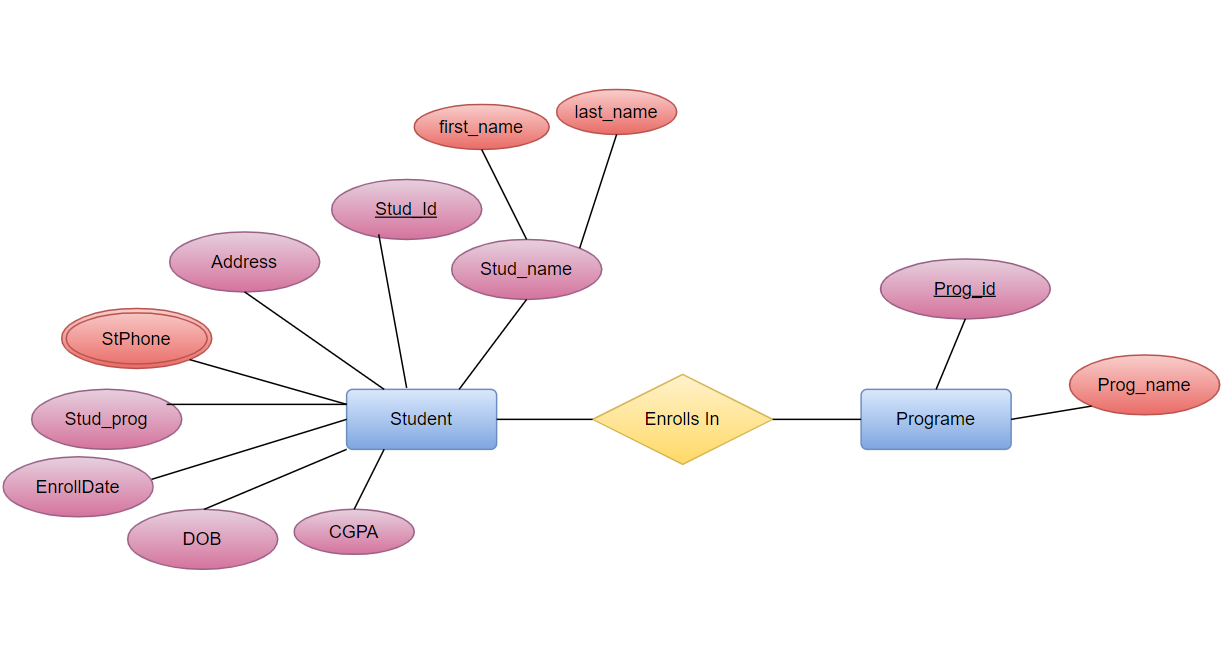 last_name
first_name
Stud_Id
Address
Stud_name
Prog_id
StPhone
Prog_name
Stud_prog
Student
Enrolls In
Programe
EnrollDate
DOB
CGPA